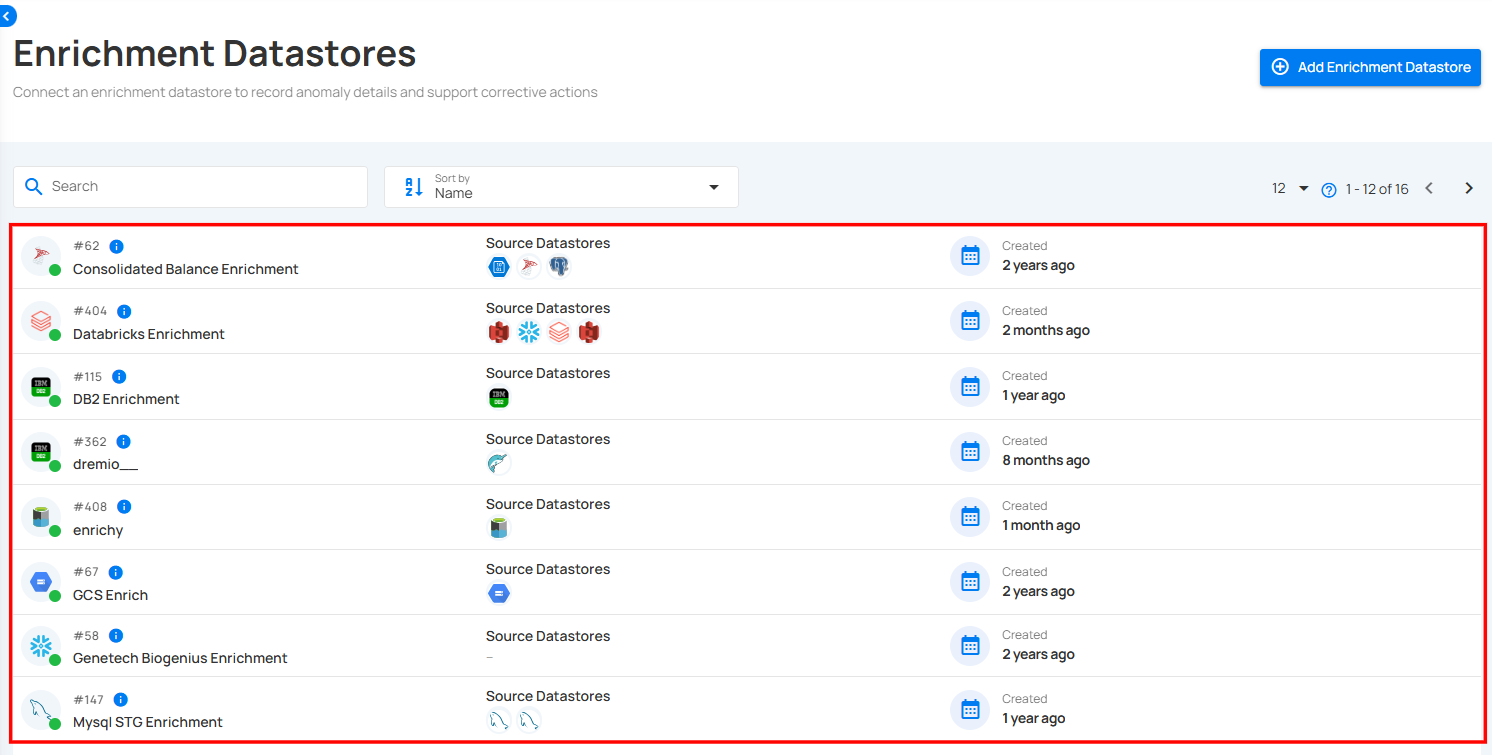 Enrichment Datastores
Connect an enrichment datastore to record anomaly details and support corrective actions
Add Enrichment Datastore
Search
Sort by
Name
12
1 - 12 of 16
#62
Consolidated Balance Enrichment
Source Datastores
Created
2 years ago
#404
Databricks Enrichment
Source Datastores
Created
2 months ago
#115
DB2 Enrichment
Source Datastores
Created
1 year ago
#362
dremio__
Source Datastores
Created
8 months ago
#408
enrichy
Source Datastores
Created
1 month ago
#67
GCS Enrich
Source Datastores
Created
2 years ago
#58
Genetech Biogenius Enrichment
Source Datastores
–
Created
2 years ago
#147
Mysql STG Enrichment
Source Datastores
Created
1 year ago